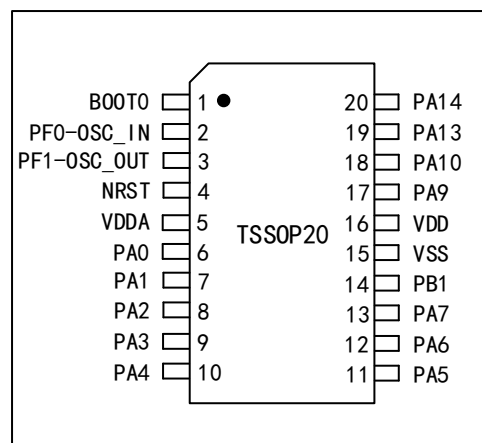 BOOT0 1 20 PA14
PF0-OSC_IN 2 19 PA13
PF1-OSC_OUT 3 18 PA10
NRST 4 17 PA9
VDDA 5 16 VDD
TSSOP20
PA0 6 15 VSS
PA1 7 14 PB1
PA2 8 13 PA7
PA3 9 12 PA6
PA4 10 11 PA5